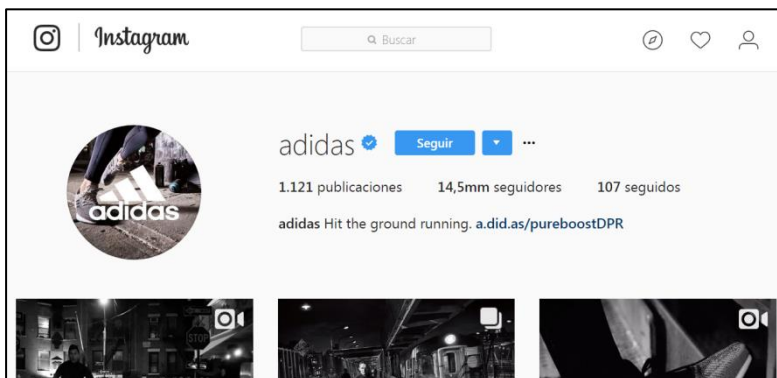 Instagram
Buscar
adidas Seguir
1.121 publicaciones 14,5mm seguidores 107 seguidos
adidas Hit the ground running. a.did.as/pureboostDPR
adidas
STOP